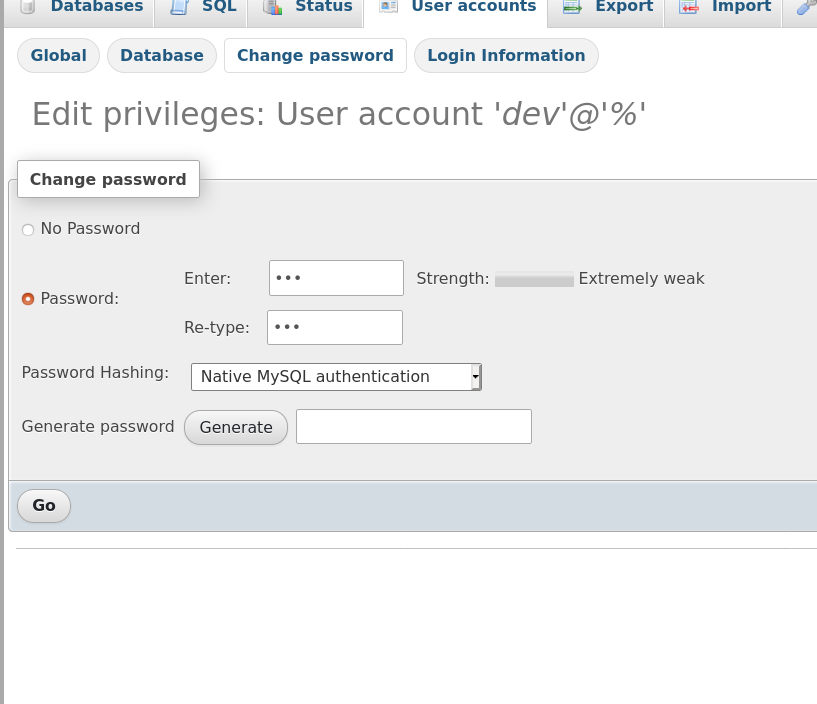 Databases SQL Status User accounts Export Import
Global Database Change password Login Information
Edit privileges: User account 'dev'@'%'
Change password
No Password
Enter: ••• Strength: Extremely weak
Password:
Re-type: •••
Password Hashing: Native MySQL authentication
Generate password Generate
Go